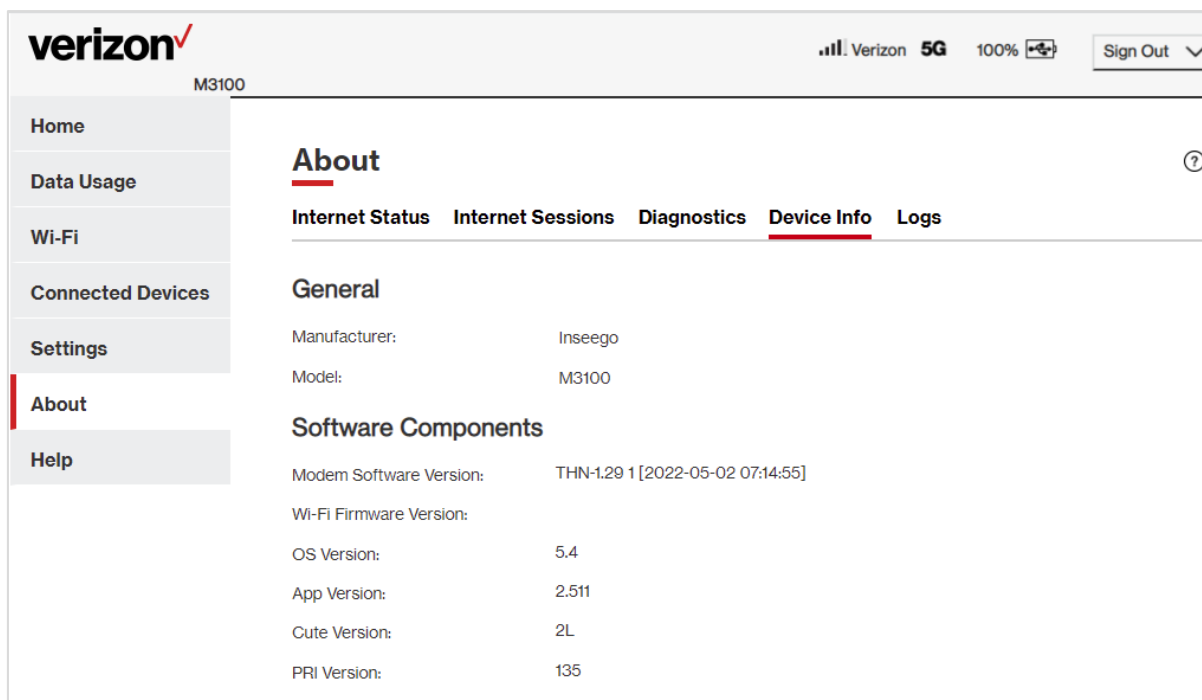 verizon
M3100
Verizon 5G 100% Sign Out
Home
Data Usage
Wi-Fi
Connected Devices
Settings
About
Help
About
?
Internet Status Internet Sessions Diagnostics Device Info Logs
General
Manufacturer: Inseego
Model: M3100
Software Components
Modem Software Version: THN-1.29 1 [2022-05-02 07:14:55]
Wi-Fi Firmware Version:
OS Version: 5.4
App Version: 2.511
Cute Version: 2L
PRI Version: 135